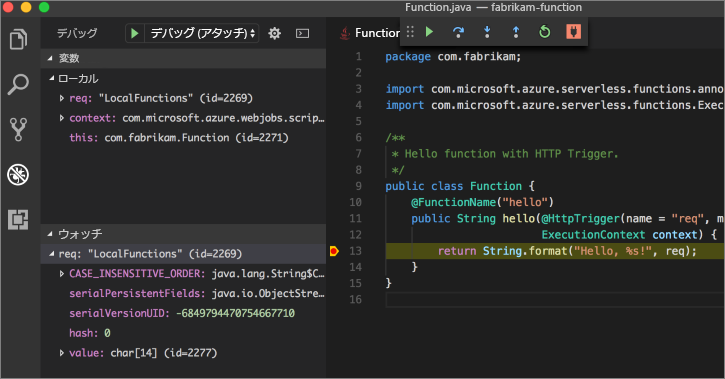 Function.java — fabrikam-function
デバッグ
デバッグ (アタッチ)
Function
変数
ローカル
req: "LocalFunctions" (id=2269)
context: com.microsoft.azure.webjobs.scrip…
this: com.fabrikam.Function (id=2271)
ウォッチ
req: "LocalFunctions" (id=2269)
CASE_INSENSITIVE_ORDER: java.lang.String$C…
serialPersistentFields: java.io.ObjectStre…
serialVersionUID: -6849794470754667710
hash: 0
value: char[14] (id=2277)
1 package com.fabrikam;
2
3 import com.microsoft.azure.serverless.functions.anno
4 import com.microsoft.azure.serverless.functions.Exec
5
6 /**
7 * Hello function with HTTP Trigger.
8 */
9 public class Function {
10 @FunctionName("hello")
11 public String hello(@HttpTrigger(name = "req", m
12 ExecutionContext context) {
13 return String.format("Hello, %s!", req);
14 }
15 }
16